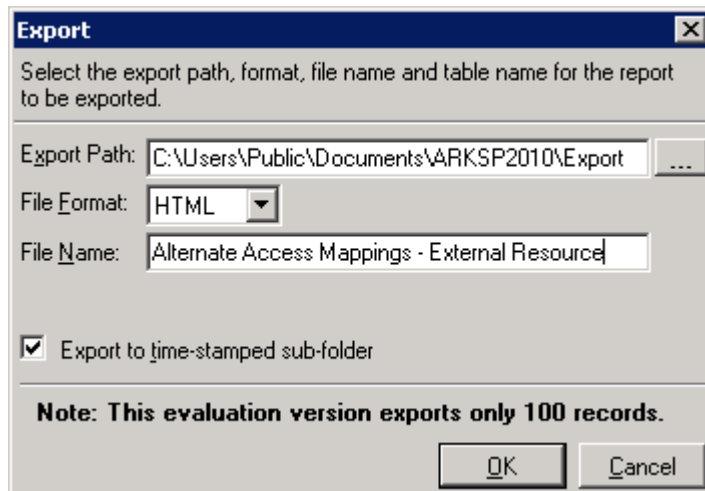 Export
Select the export path, format, file name and table name for the report
to be exported.
Export Path: C:\Users\Public\Documents\ARKSP2010\Export ...
File Format: HTML
File Name: Alternate Access Mappings - External Resource
Export to time-stamped sub-folder
Note: This evaluation version exports only 100 records.
OK Cancel